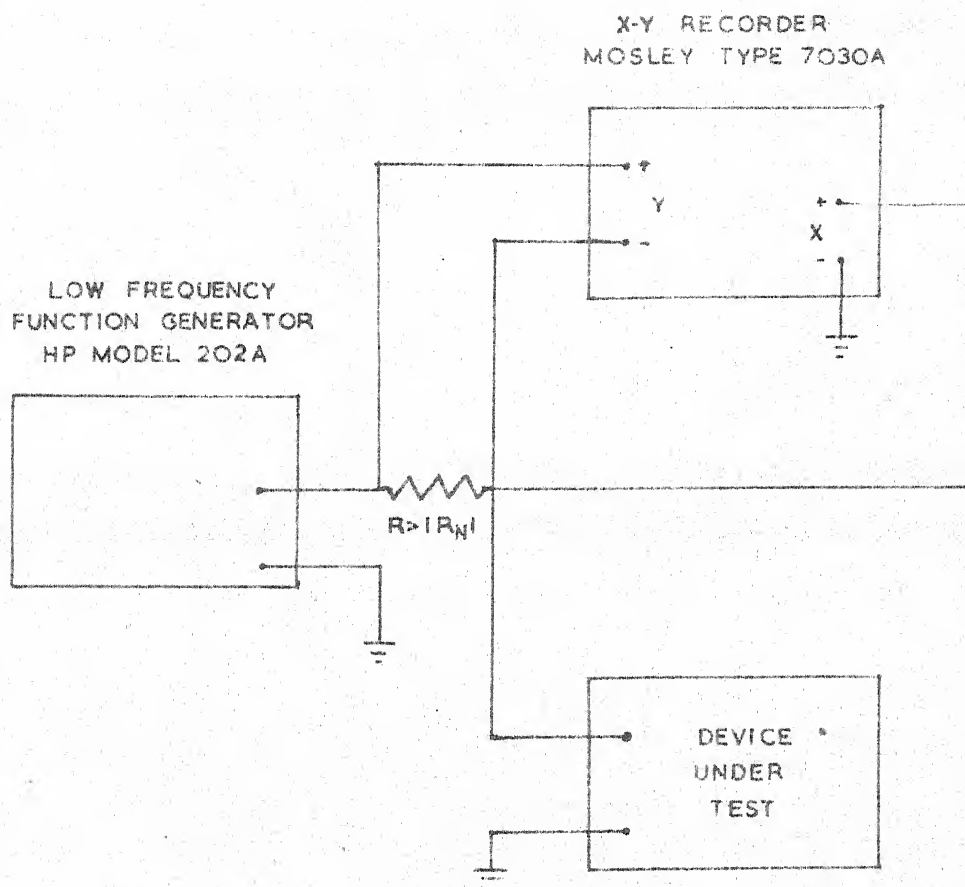 X-Y RECORDER
MOSLEY TYPE 7030A
+
Y
-
+
X
-
LOW FREQUENCY
FUNCTION GENERATOR
HP MODEL 202A
R>|RN|
DEVICE
UNDER
TEST